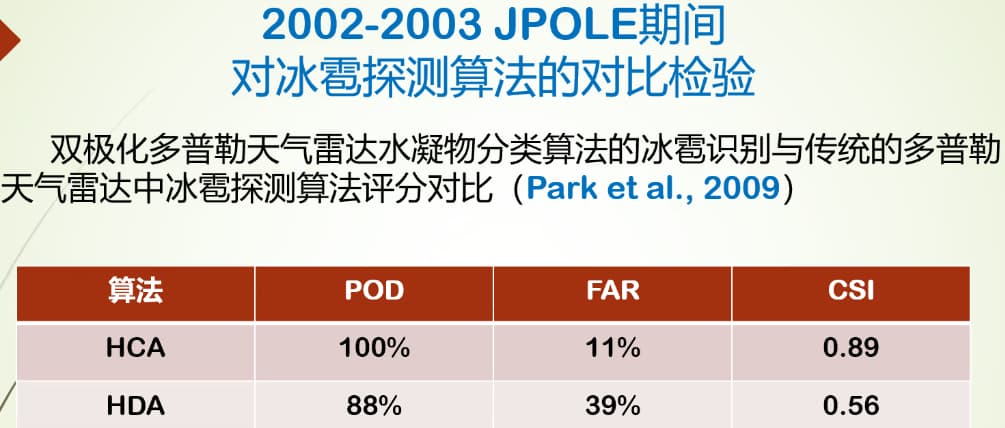 2002-2003 JPOLE期间
对冰雹探测算法的对比检验
双极化多普勒天气雷达水凝物分类算法的冰雹识别与传统的多普勒
天气雷达中冰雹探测算法评分对比（Park et al., 2009）
算法 POD FAR CSI
HCA 100% 11% 0.89
HDA 88% 39% 0.56